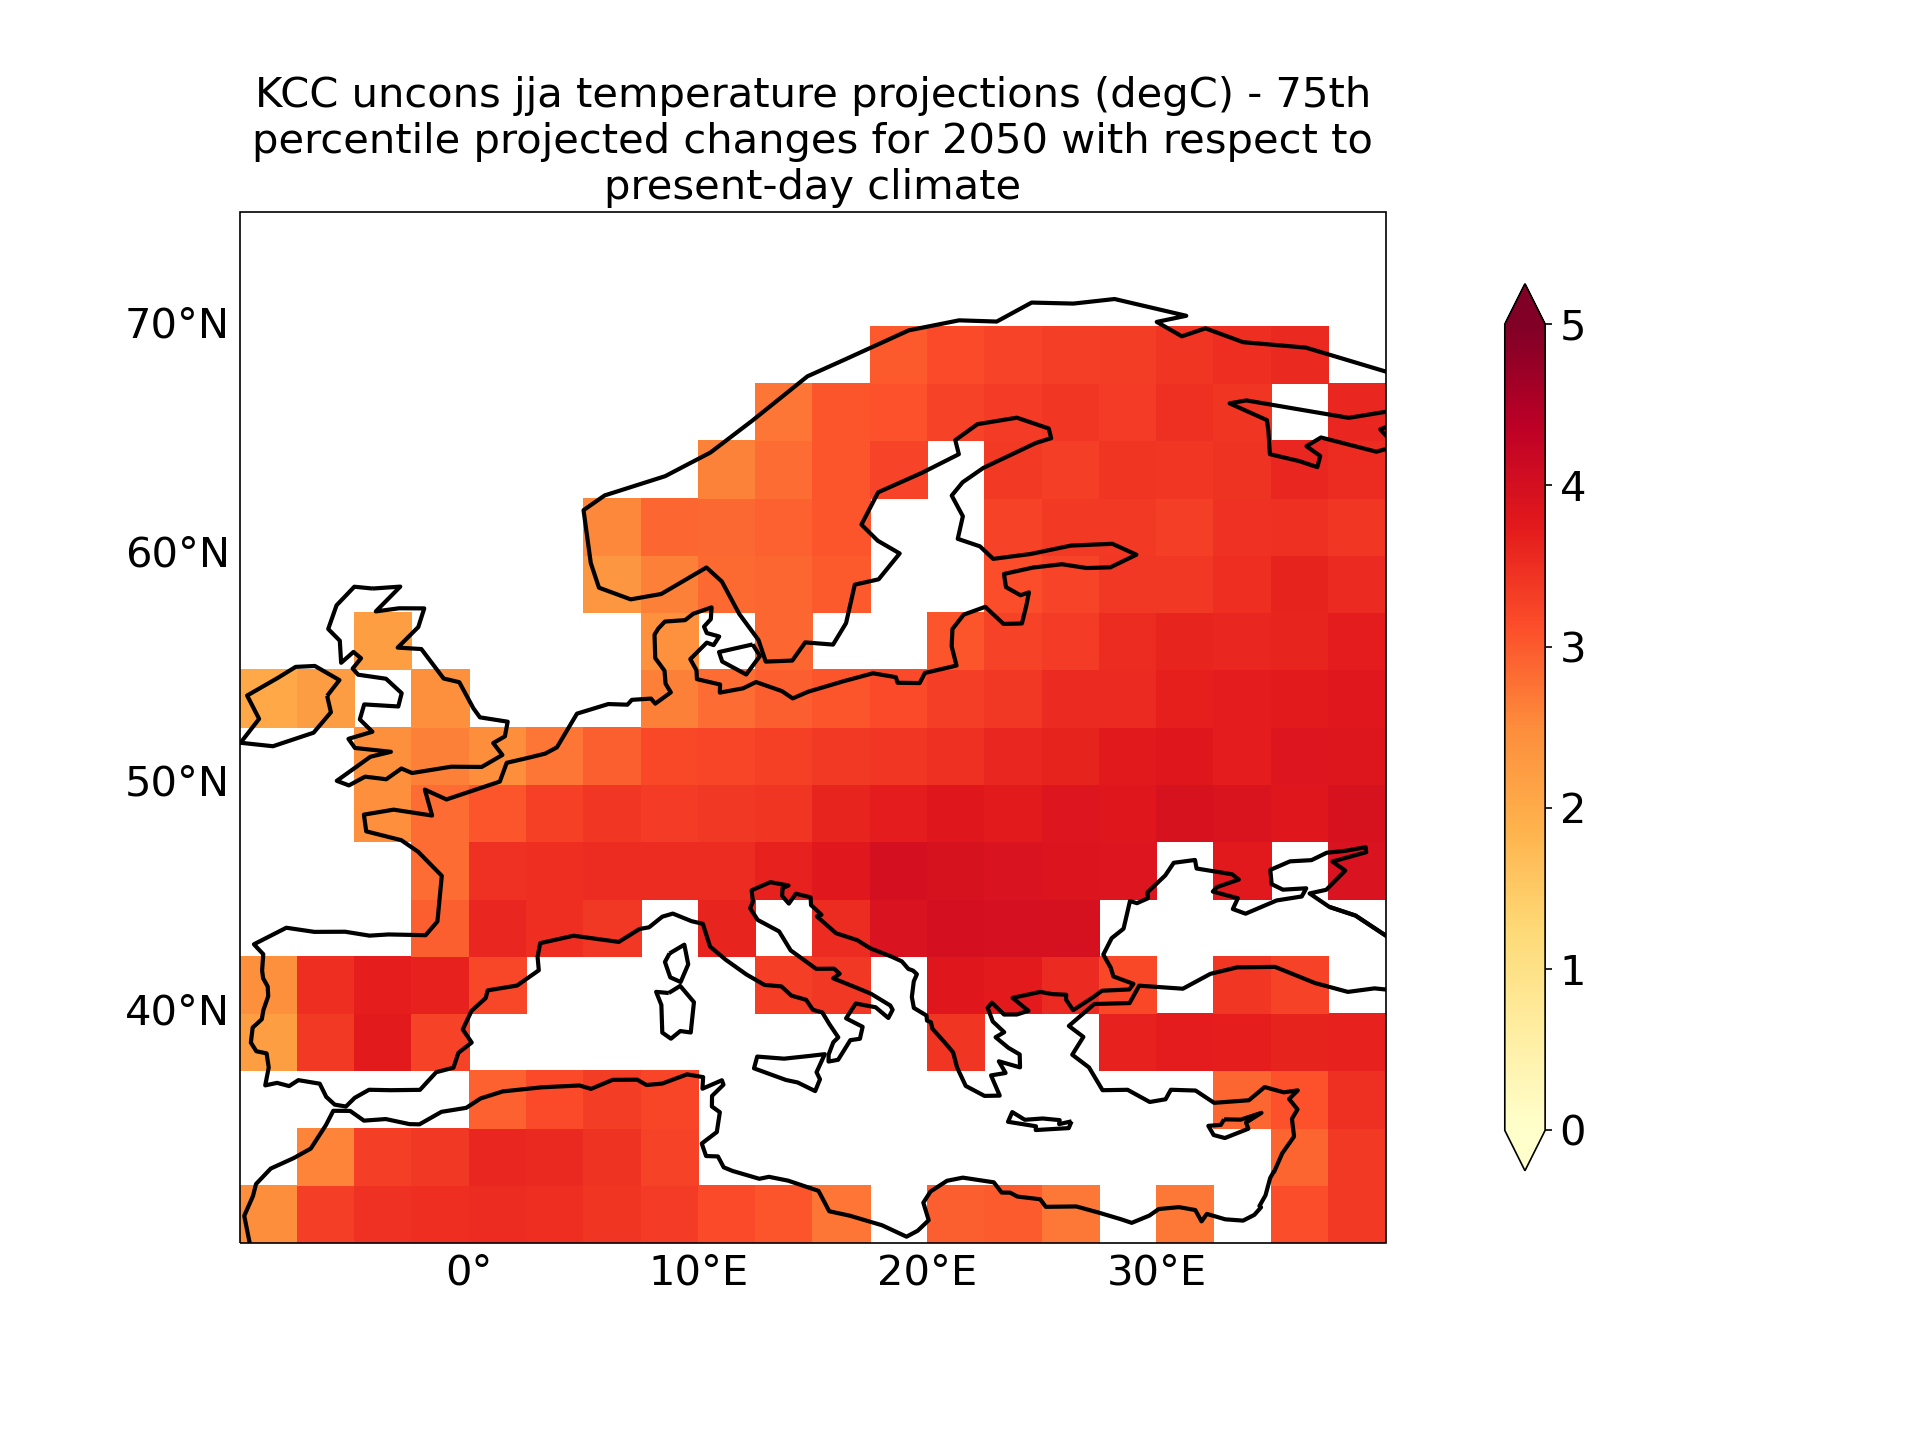 KCC uncons jja temperature projections (degC) - 75th
percentile projected changes for 2050 with respect to
present-day climate
70°N
60°N
50°N
40°N
0°
10°E
20°E
30°E
5
4
3
2
1
0